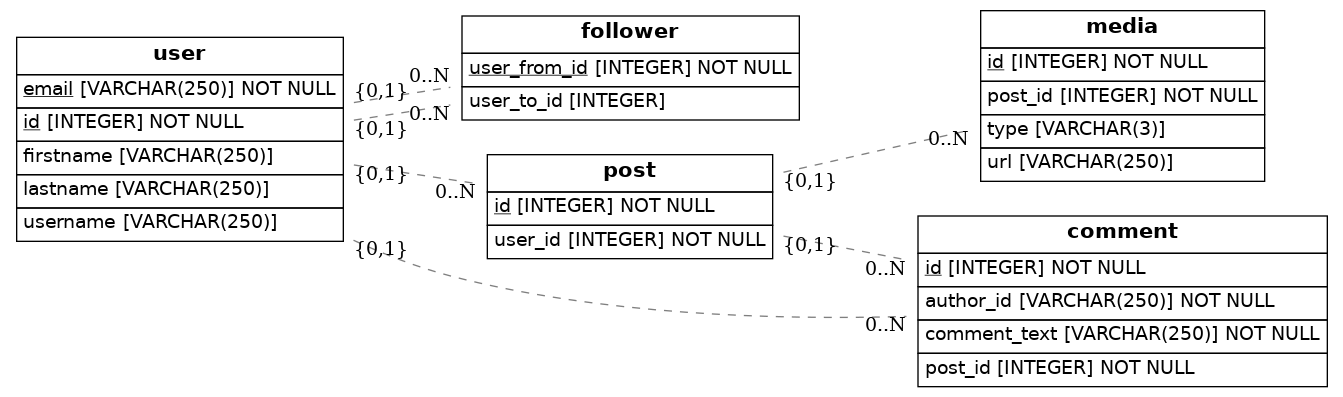 user
email [VARCHAR(250)] NOT NULL
id [INTEGER] NOT NULL
firstname [VARCHAR(250)]
lastname [VARCHAR(250)]
username [VARCHAR(250)]
{0,1}
0..N
{0,1}
0..N
{0,1}
0..N
{0,1}
0..N
follower
user_from_id [INTEGER] NOT NULL
user_to_id [INTEGER]
post
id [INTEGER] NOT NULL
user_id [INTEGER] NOT NULL
{0,1}
0..N
{0,1}
0..N
media
id [INTEGER] NOT NULL
post_id [INTEGER] NOT NULL
type [VARCHAR(3)]
url [VARCHAR(250)]
comment
id [INTEGER] NOT NULL
author_id [VARCHAR(250)] NOT NULL
comment_text [VARCHAR(250)] NOT NULL
post_id [INTEGER] NOT NULL